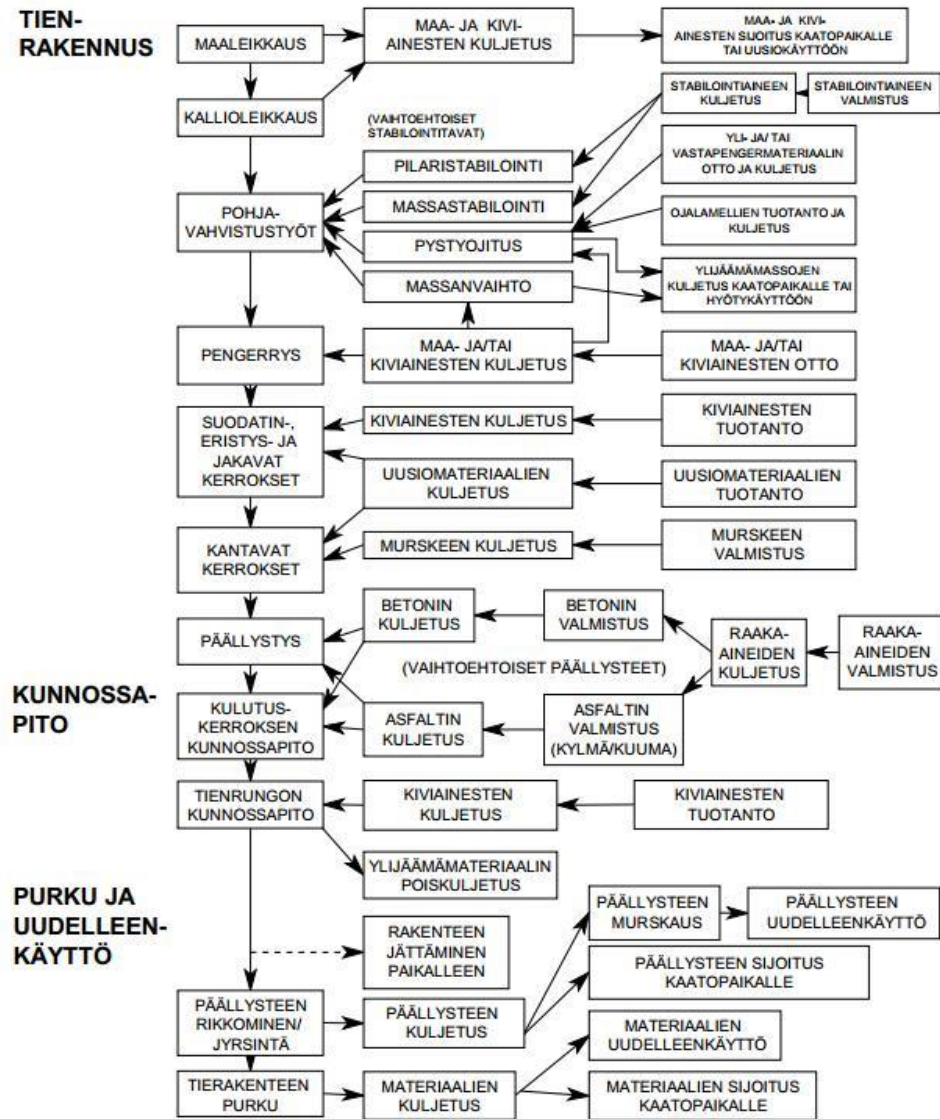 TIEN-
RAKENNUS
MAALEIKKAUS
MAA- JA KIVI-
AINESTEN KULJETUS
MAA- JA KIVI-
AINESTEN SIJOITUS KAATOPAIKALLE
TAI UUSIOKÄYTTÖÖN
KALLIOLEIKKAUS
(VAIHTOEHTOISET
STABILOINTITAVAT)
STABILOINTIAINEEN
KULJETUS
STABILOINTIAINEEN
VALMISTUS
PILARISTABILOINTI
YLI- JA/ TAI
VASTAPENGERMATERIAALIN
OTTO JA KULJETUS
POHJA-
VAHVISTUSTYÖT
MASSASTABILOINTI
OJALAMELLIEN TUOTANTO JA
KULJETUS
PYSTYOJITUS
MASSANVAIHTO
YLIJÄÄMÄMASSOJEN
KULJETUS KAATOPAIKALLE TAI
HYÖTYKÄYTTÖÖN
PENGERRYS
MAA- JA/TAI
KIVIAINESTEN KULJETUS
MAA- JA/TAI
KIVIAINESTEN OTTO
SUODATIN-,
ERISTYS- JA
JAKAVAT
KERROKSET
KIVIAINESTEN KULJETUS
KIVIAINESTEN
TUOTANTO
UUSIOMATERIAALIEN
KULJETUS
UUSIOMATERIAALIEN
TUOTANTO
KANTAVAT
KERROKSET
MURSKEEN KULJETUS
MURSKEEN
VALMISTUS
PÄÄLLYSTYS
BETONIN
KULJETUS
BETONIN
VALMISTUS
RAAKA-
AINEIDEN
KULJETUS
RAAKA-
AINEIDEN
VALMISTUS
(VAIHTOEHTOISET PÄÄLLYSTEET)
KUNNOSSA-
PITO
KULUTUS-
KERROKSEN
KUNNOSSAPITO
ASFALTIN
KULJETUS
ASFALTIN
VALMISTUS
(KYLMÄ/KUUMA)
TIENRUNGON
KUNNOSSAPITO
KIVIAINESTEN
KULJETUS
KIVIAINESTEN
TUOTANTO
YLIJÄÄMÄMATERIAALIN
POISKULJETUS
PURKU JA
UUDELLEEN-
KÄYTTÖ
RAKENTEEN
JÄTTÄMINEN
PAIKALLEEN
PÄÄLLYSTEEN
MURSKAUS
PÄÄLLYSTEEN
UUDELLEENKÄYTTÖ
PÄÄLLYSTEEN SIJOITUS
KAATOPAIKALLE
PÄÄLLYSTEEN
RIKKOMINEN/
JYRSINTÄ
PÄÄLLYSTEEN
KULJETUS
MATERIAALIEN
UUDELLEENKÄYTTÖ
TIERAKENTEEN
PURKU
MATERIAALIEN
KULJETUS
MATERIAALIEN SIJOITUS
KAATOPAIKALLE